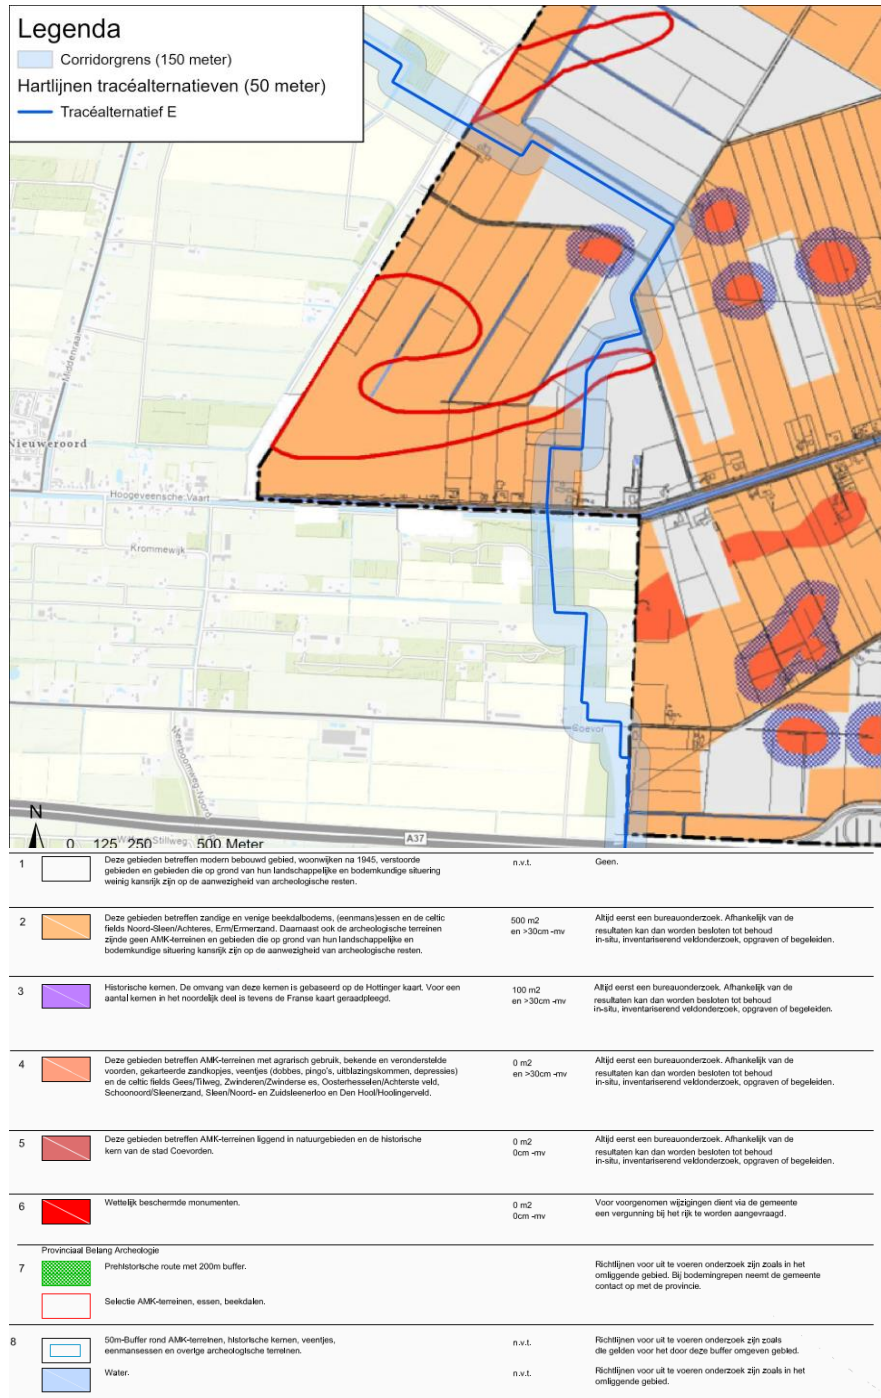 Legenda
Corridorgrens (150 meter)
Hartlijnen tracéalternatieven (50 meter)
Tracéalternatief E
Middenraai
Nieuweroord
Hoogeveensche Vaart
Krommewijk
Coevor
Meerboomweg-Noord
N
0 125 250 500 Meter
Stillweg
A37
1
Deze gebieden betreffen modern bebouwd gebied, woonwijken na 1945, verstoorde
gebieden en gebieden die op grond van hun landschappelijke en bodemkundige situering
weinig kansrijk zijn op de aanwezigheid van archeologische resten.
n.v.t.
Geen.
2
Deze gebieden betreffen zandige en venige beekdalbodems, (eenmans)essen en de celtic
fields Noord-Sleen/Achteres, Erm/Ermerzand. Daarnaast ook de archeologische terreinen
zijnde geen AMK-terreinen en gebieden die op grond van hun landschappelijke en
bodemkundige situering kansrijk zijn op de aanwezigheid van archeologische resten.
500 m2
en >30cm -mv
Altijd eerst een bureauonderzoek. Afhankelijk van de
resultaten kan dan worden besloten tot behoud
in-situ, inventariserend veldonderzoek, opgraven of begeleiden.
3
Historische kernen. De omvang van deze kernen is gebaseerd op de Hottinger kaart. Voor een
aantal kernen in het noordelijk deel is tevens de Franse kaart geraadpleegd.
100 m2
en >30cm -mv
Altijd eerst een bureauonderzoek. Afhankelijk van de
resultaten kan dan worden besloten tot behoud
in-situ, inventariserend veldonderzoek, opgraven of begeleiden.
4
Deze gebieden betreffen AMK-terreinen met agrarisch gebruik, bekende en veronderstelde
voorden, gekarteerde zandkopjes, veentjes (dobbes, pingo's, uitblazingskommen, depressies)
en de celtic fields Gees/Tilweg, Zwinderen/Zwinderse es, Oosterhesselen/Achterste veld,
Schoonoord/Sleenerzand, Sleen/Noord- en Zuidsleenerloo en Den Hool/Hoolingerveld.
0 m2
en >30cm -mv
Altijd eerst een bureauonderzoek. Afhankelijk van de
resultaten kan dan worden besloten tot behoud
in-situ, inventariserend veldonderzoek, opgraven of begeleiden.
5
Deze gebieden betreffen AMK-terreinen liggend in natuurgebieden en de historische
kern van de stad Coevorden.
0 m2
0cm -mv
Altijd eerst een bureauonderzoek. Afhankelijk van de
resultaten kan dan worden besloten tot behoud
in-situ, inventariserend veldonderzoek, opgraven of begeleiden.
6
Wettelijk beschermde monumenten.
0 m2
0cm -mv
Voor voorgenomen wijzigingen dient via de gemeente
een vergunning bij het rijk te worden aangevraagd.
Provinciaal Belang Archeologie
7
Prehistorische route met 200m buffer.
Richtlijnen voor uit te voeren onderzoek zijn zoals in het
omliggende gebied. Bij bodemingrepen neemt de gemeente
contact op met de provincie.
Selectie AMK-terreinen, essen, beekdalen.
8
50m-Buffer rond AMK-terreinen, historische kernen, veentjes,
eenmansessen en overige archeologische terreinen.
n.v.t.
Richtlijnen voor uit te voeren onderzoek zijn zoals
die gelden voor het door deze buffer omgeven gebied.
Water.
n.v.t.
Richtlijnen voor uit te voeren onderzoek zijn zoals in het
omliggende gebied.